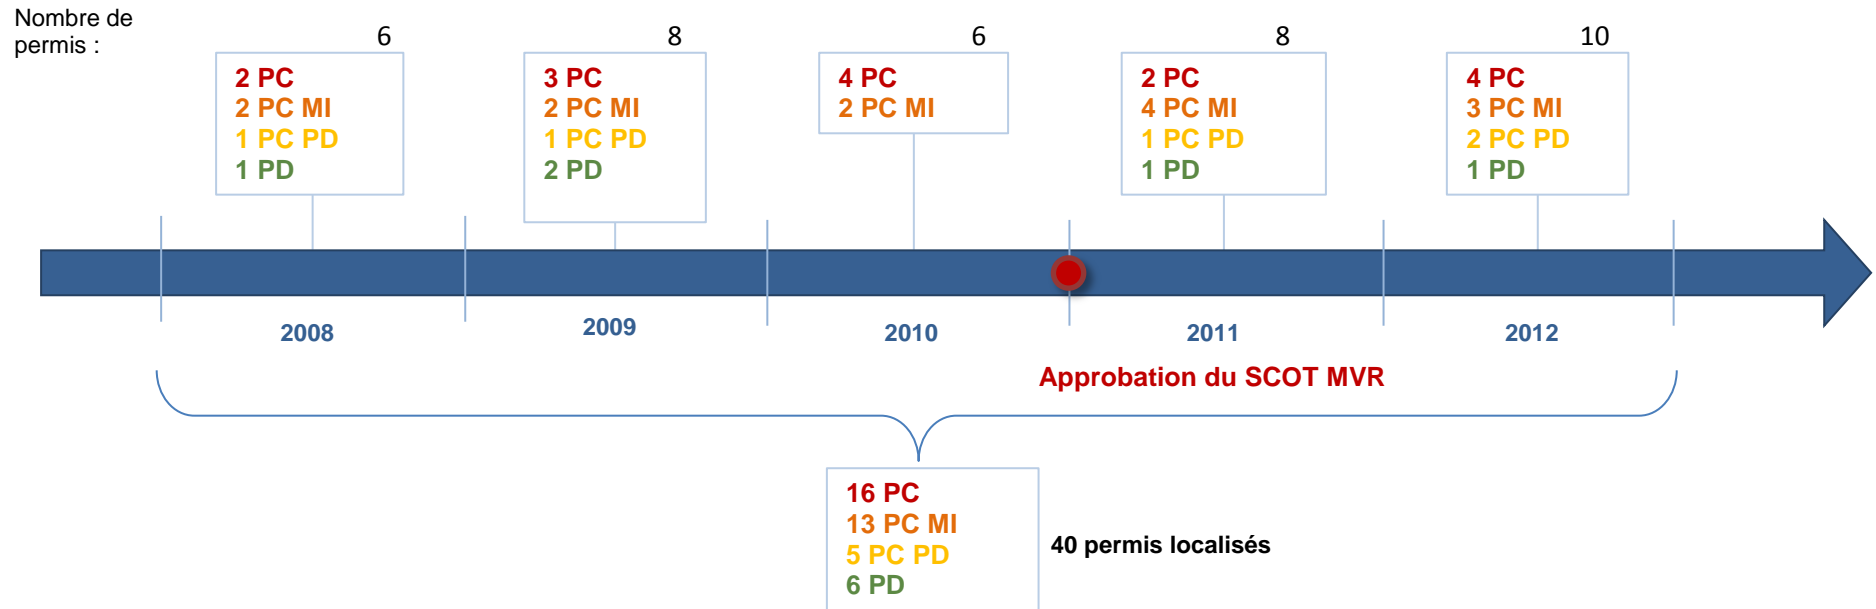 Nombre de
permis :
6
8
6
8
10
2 PC
2 PC MI
1 PC PD
1 PD
3 PC
2 PC MI
1 PC PD
2 PD
4 PC
2 PC MI
2 PC
4 PC MI
1 PC PD
1 PD
4 PC
3 PC MI
2 PC PD
1 PD
2008
2009
2010
2011
2012
Approbation du SCOT MVR
16 PC
13 PC MI
5 PC PD
6 PD
40 permis localisés